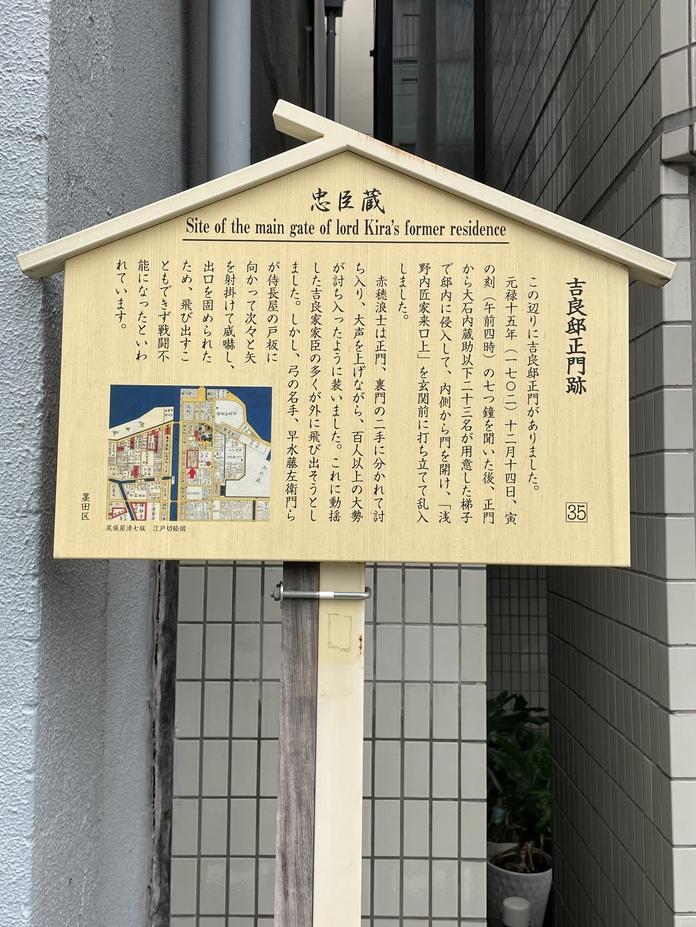 忠臣蔵
Site of the main gate of lord Kira's former residence
吉良邸正門跡
35
この辺りに吉良邸正門がありました。
元禄十五年（一七〇二）十二月十四日、寅
の刻（午前四時）の七つ鐘を聞いた後、正門
から大石内蔵助以下二十三名が用意した梯子
で邸内に侵入して、内側から門を開け、「浅
野内匠家来口上」を玄関前に打ち立てて乱入
しました。
赤穂浪士は正門、裏門の二手に分かれて討
ち入り、大声を上げながら、百人以上の大勢
が討ち入ったように装いました。これに動揺
した吉良家家臣の多くが外に飛び出そうとし
ました。しかし、弓の名手、早水藤左衛門ら
が侍長屋の戸板に
向かって次々と矢
を射掛けて威嚇し、
出口を固められた
ため、飛び出すこ
ともできず戦闘不
能になったといわ
れています。
尾張屋清七版　江戸切絵図
墨田区